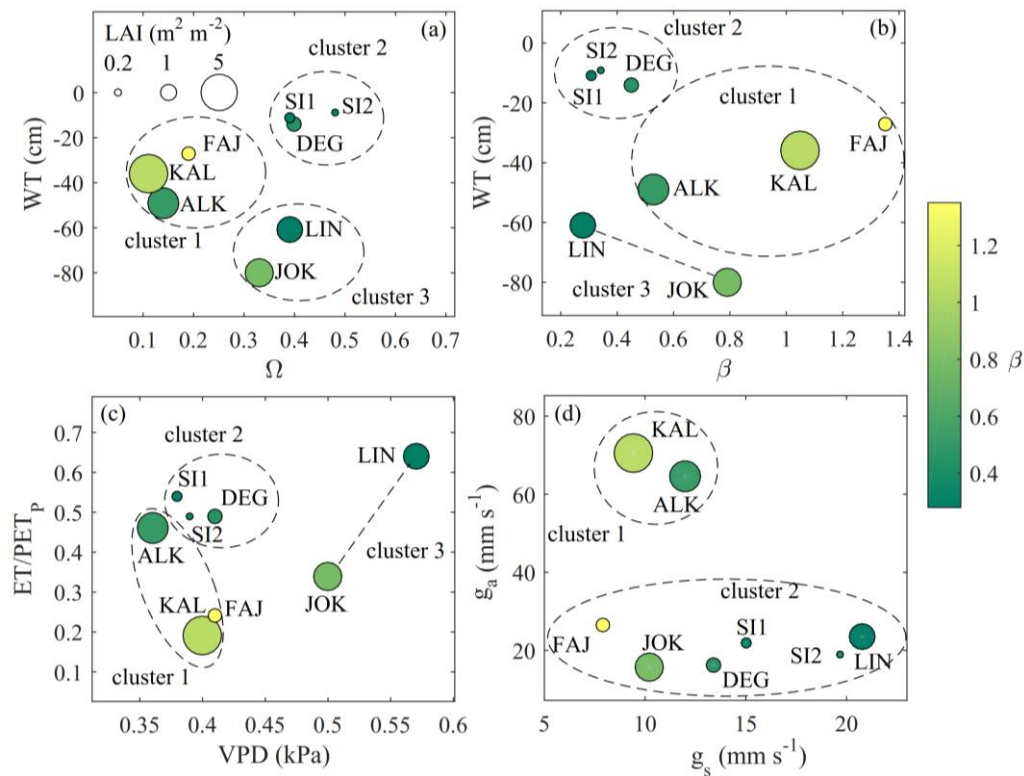 LAI (m² m⁻²)
0.2 1 5
(a)
cluster 2
SI1
SI2
DEG
FAJ
KAL
ALK
cluster 1
LIN
JOK
cluster 3
WT (cm)
0
-20
-40
-60
-80
0.1 0.2 0.3 0.4 0.5 0.6 0.7
Ω
(b)
cluster 2
SI2
DEG
SI1
cluster 1
FAJ
KAL
ALK
LIN
JOK
cluster 3
WT (cm)
0
-20
-40
-60
-80
0.2 0.4 0.6 0.8 1 1.2 1.4
β
(c)
cluster 2
SI1
DEG
SI2
ALK
LIN
cluster 3
JOK
KAL
FAJ
cluster 1
ET/PET_P
0.7
0.6
0.5
0.4
0.3
0.2
0.1
0.35 0.4 0.45 0.5 0.55 0.6
VPD (kPa)
(d)
KAL
ALK
cluster 1
cluster 2
FAJ
JOK
SI1
DEG
SI2
LIN
g_a (mm s⁻¹)
80
60
40
20
5 10 15 20
g_s (mm s⁻¹)
1.2
1
0.8
0.6
0.4
β